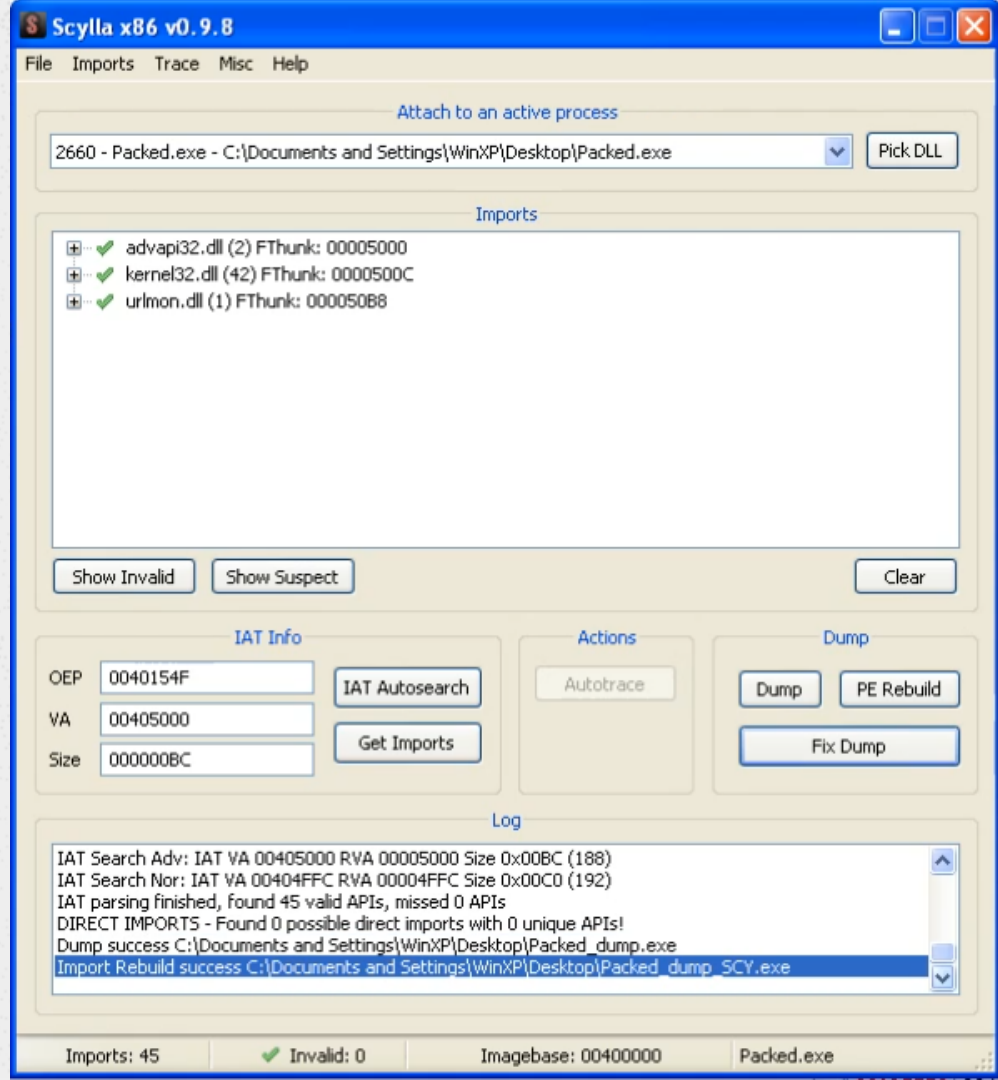 Scylla x86 v0.9.8
File Imports Trace Misc Help
Attach to an active process
2660 - Packed.exe - C:\Documents and Settings\WinXP\Desktop\Packed.exe
Pick DLL
Imports
advapi32.dll (2) FThunk: 00005000
kernel32.dll (42) FThunk: 0000500C
urlmon.dll (1) FThunk: 000050B8
Show Invalid
Show Suspect
Clear
IAT Info
OEP 0040154F
VA 00405000
Size 000000BC
IAT Autosearch
Get Imports
Actions
Autotrace
Dump
Dump
PE Rebuild
Fix Dump
Log
IAT Search Adv: IAT VA 00405000 RVA 00005000 Size 0x00BC (188)
IAT Search Nor: IAT VA 00404FFC RVA 00004FFC Size 0x00C0 (192)
IAT parsing finished, found 45 valid APIs, missed 0 APIs
DIRECT IMPORTS - Found 0 possible direct imports with 0 unique APIs!
Dump success C:\Documents and Settings\WinXP\Desktop\Packed_dump.exe
Import Rebuild success C:\Documents and Settings\WinXP\Desktop\Packed_dump_SCY.exe
Imports: 45
Invalid: 0
Imagebase: 00400000
Packed.exe